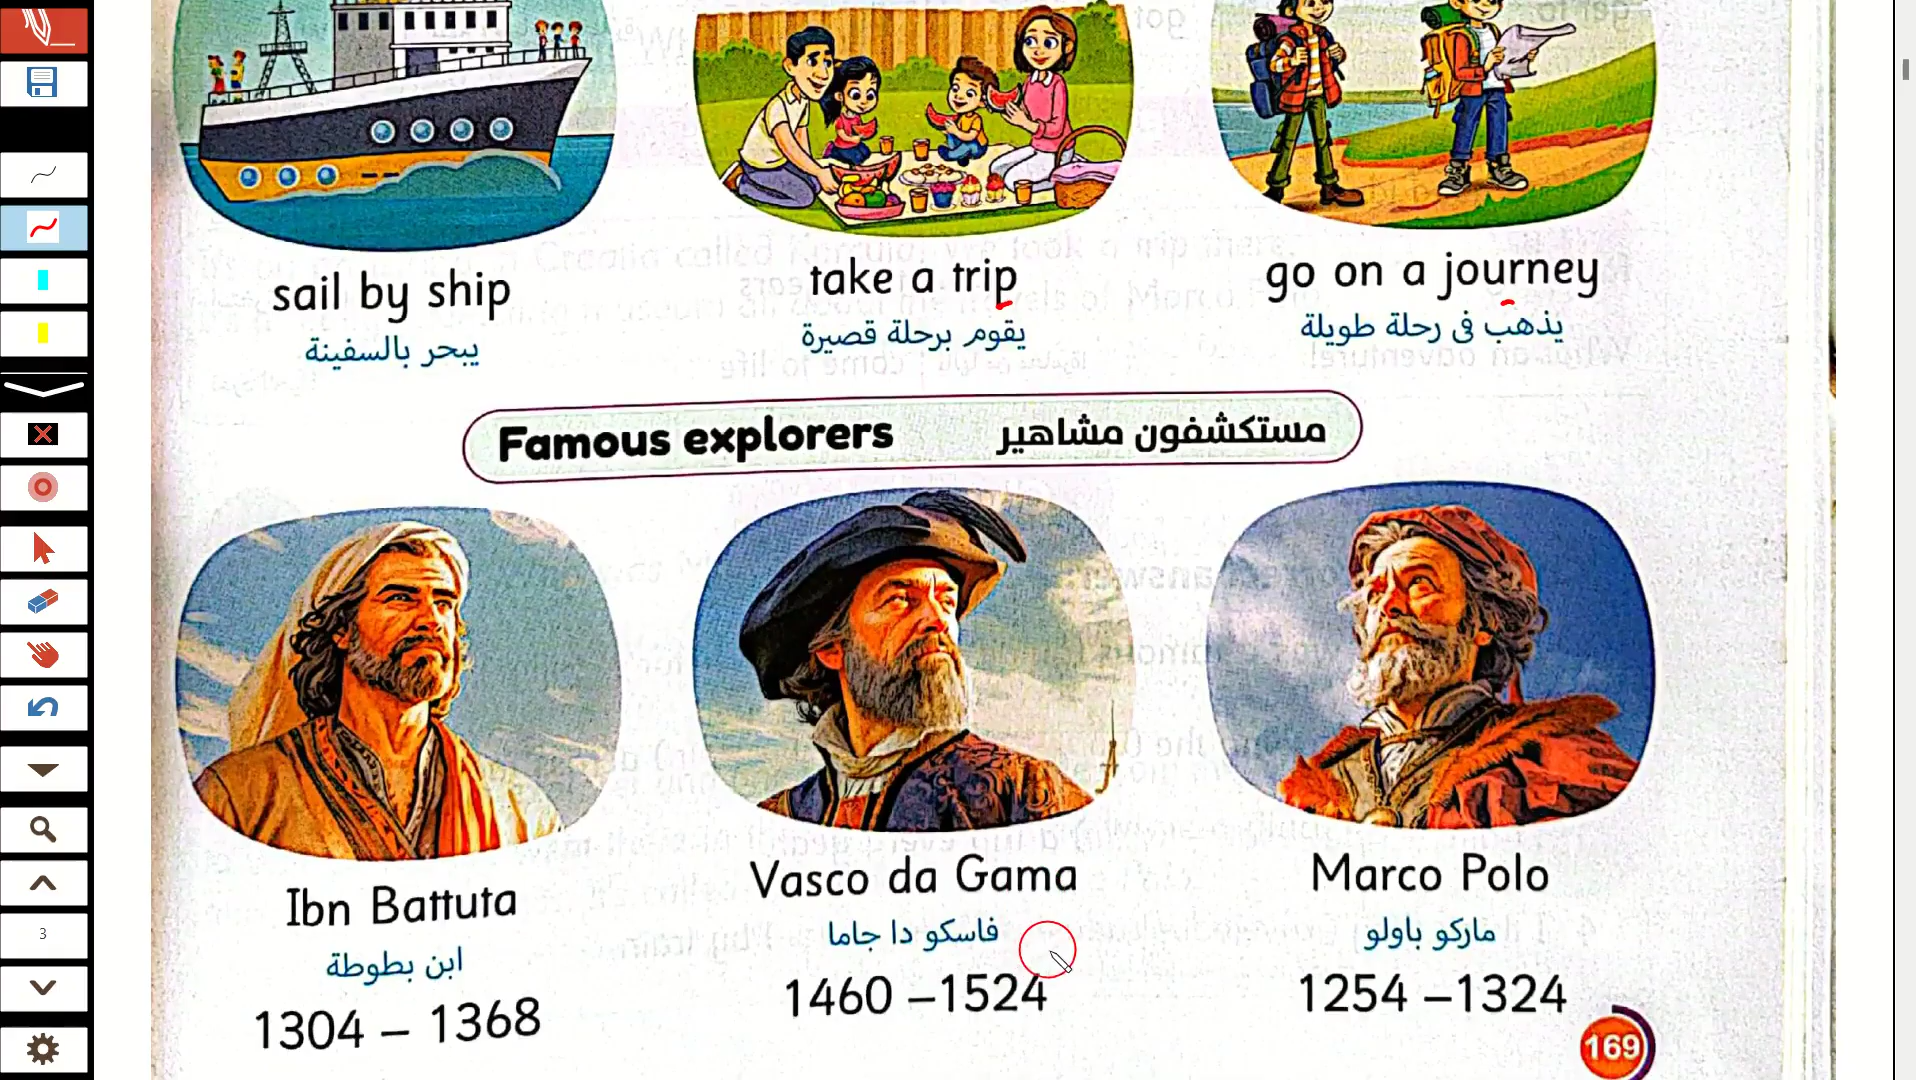 sail by ship
يبحر بالسفينة
take a trip
يقوم برحلة قصيرة
go on a journey
يذهب فى رحلة طويلة
Famous explorers مستكشفون مشاهير
Ibn Battuta
ابن بطوطة
1304 – 1368
Vasco da Gama
فاسكو دا جاما
1460 –1524
Marco Polo
ماركو باولو
1254 –1324
169
3